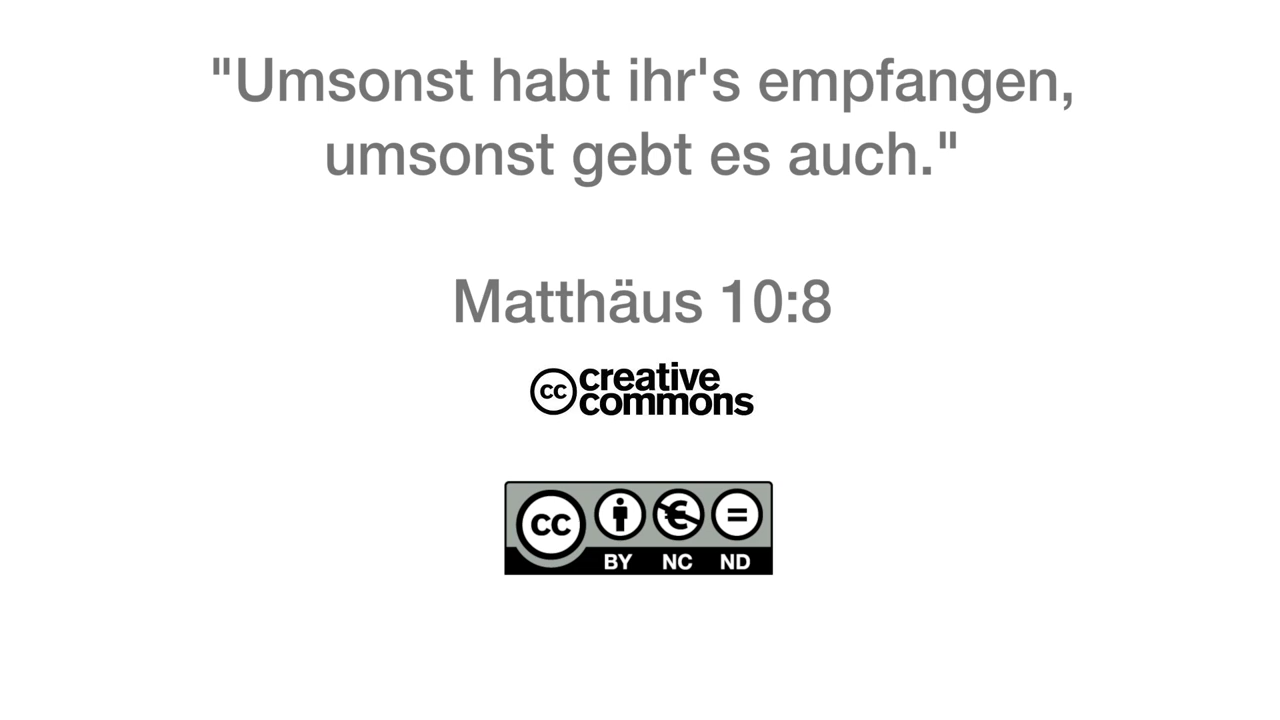 "Umsonst habt ihr's empfangen,
umsonst gebt es auch."
Matthäus 10:8
cc creative
commons
cc
BY NC ND